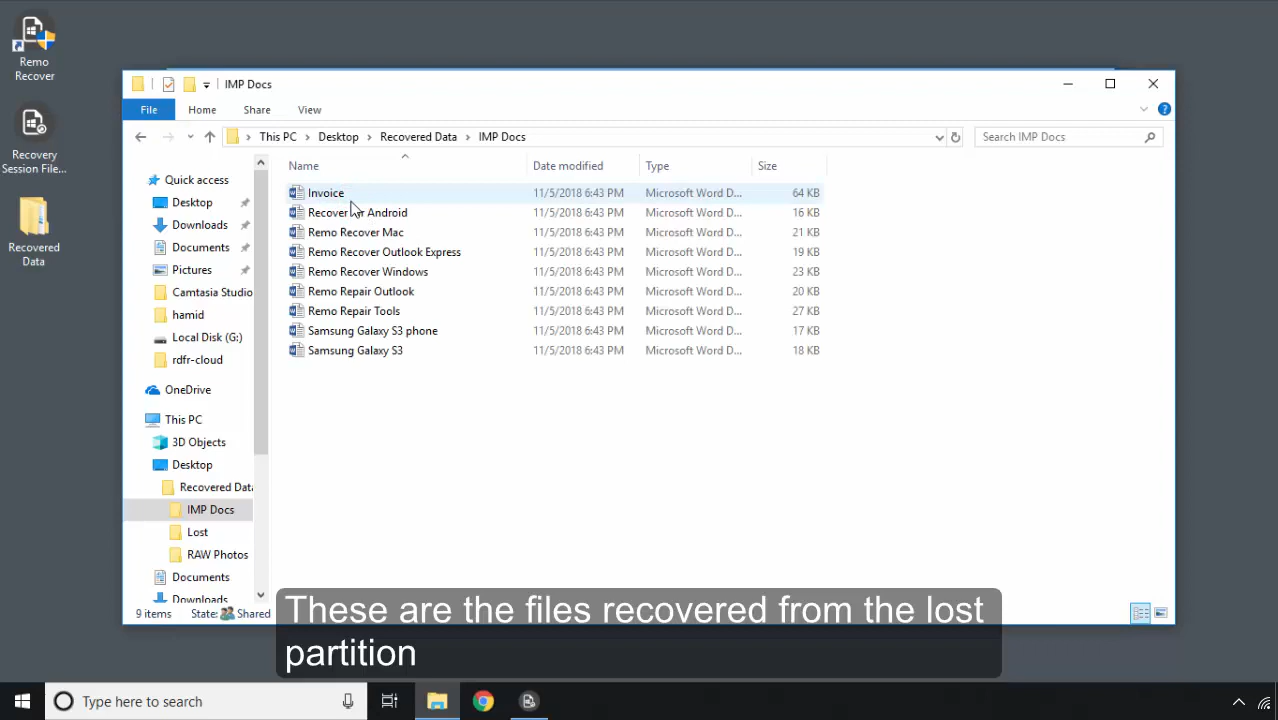 Remo
Recover
Recovery
Session File...
Recovered
Data
IMP Docs
File Home Share View
This PC Desktop Recovered Data IMP Docs
Search IMP Docs
Quick access
Desktop
Downloads
Documents
Pictures
Camtasia Studio
hamid
Local Disk (G:)
rdfr-cloud
OneDrive
This PC
3D Objects
Desktop
Recovered Data
IMP Docs
Lost
RAW Photos
Documents
Downloads
Name Date modified Type Size
Invoice 11/5/2018 6:43 PM Microsoft Word D... 64 KB
Recover Android 11/5/2018 6:43 PM Microsoft Word D... 16 KB
Remo Recover Mac 11/5/2018 6:43 PM Microsoft Word D... 21 KB
Remo Recover Outlook Express 11/5/2018 6:43 PM Microsoft Word D... 19 KB
Remo Recover Windows 11/5/2018 6:43 PM Microsoft Word D... 23 KB
Remo Repair Outlook 11/5/2018 6:43 PM Microsoft Word D... 20 KB
Remo Repair Tools 11/5/2018 6:43 PM Microsoft Word D... 27 KB
Samsung Galaxy S3 phone 11/5/2018 6:43 PM Microsoft Word D... 17 KB
Samsung Galaxy S3 11/5/2018 6:43 PM Microsoft Word D... 18 KB
9 items State: Shared
These are the files recovered from the lost
partition
Type here to search